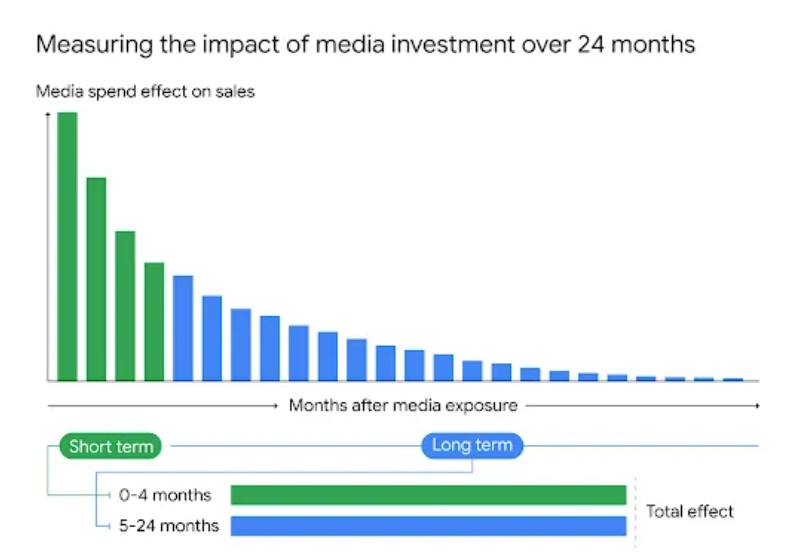 Measuring the impact of media investment over 24 months
Media spend effect on sales
Months after media exposure
Short term
Long term
0-4 months
5-24 months
Total effect